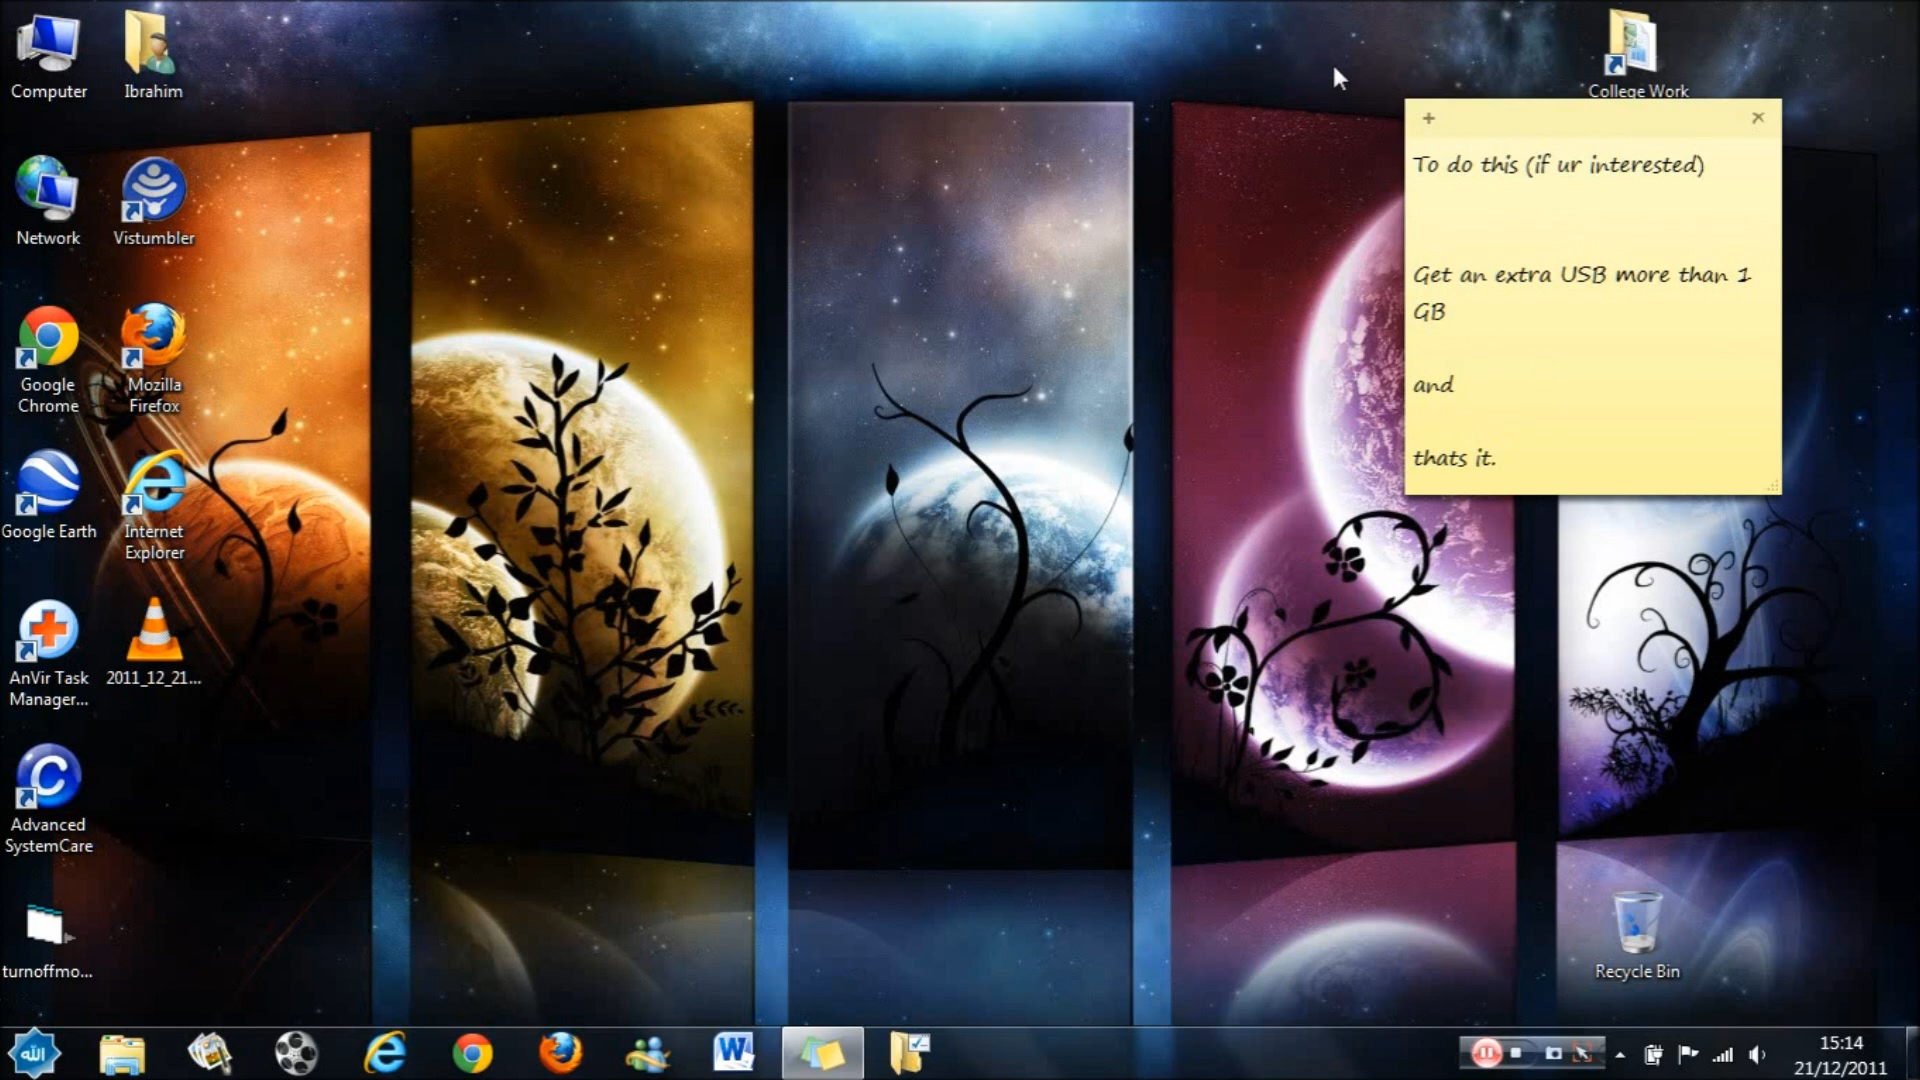 Computer
Ibrahim
College Work
To do this (if ur interested)
Get an extra USB more than 1
GB
and
thats it.
Network
Vistumbler
Google
Chrome
Mozilla
Firefox
Google Earth
Internet
Explorer
AnVir Task
Manager...
2011_12_21...
Advanced
SystemCare
turnoffmo...
Recycle Bin
الله
15:14
21/12/2011